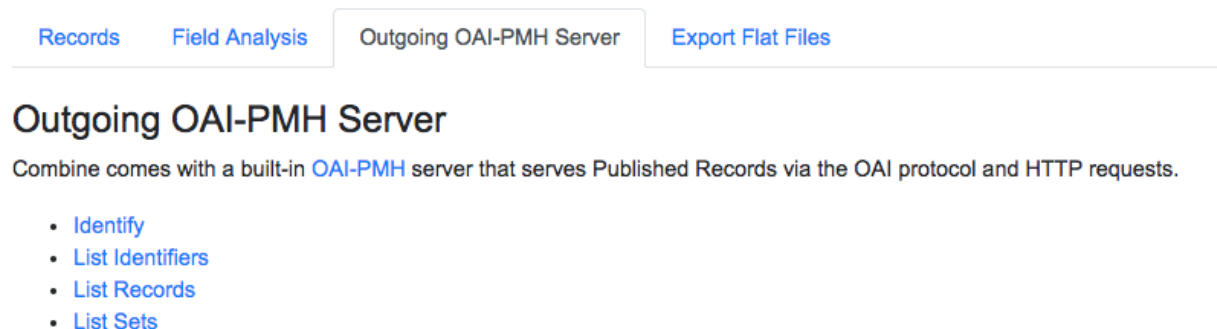 Records Field Analysis Outgoing OAI-PMH Server Export Flat Files
Outgoing OAI-PMH Server
Combine comes with a built-in OAI-PMH server that serves Published Records via the OAI protocol and HTTP requests.
• Identify
• List Identifiers
• List Records
• List Sets